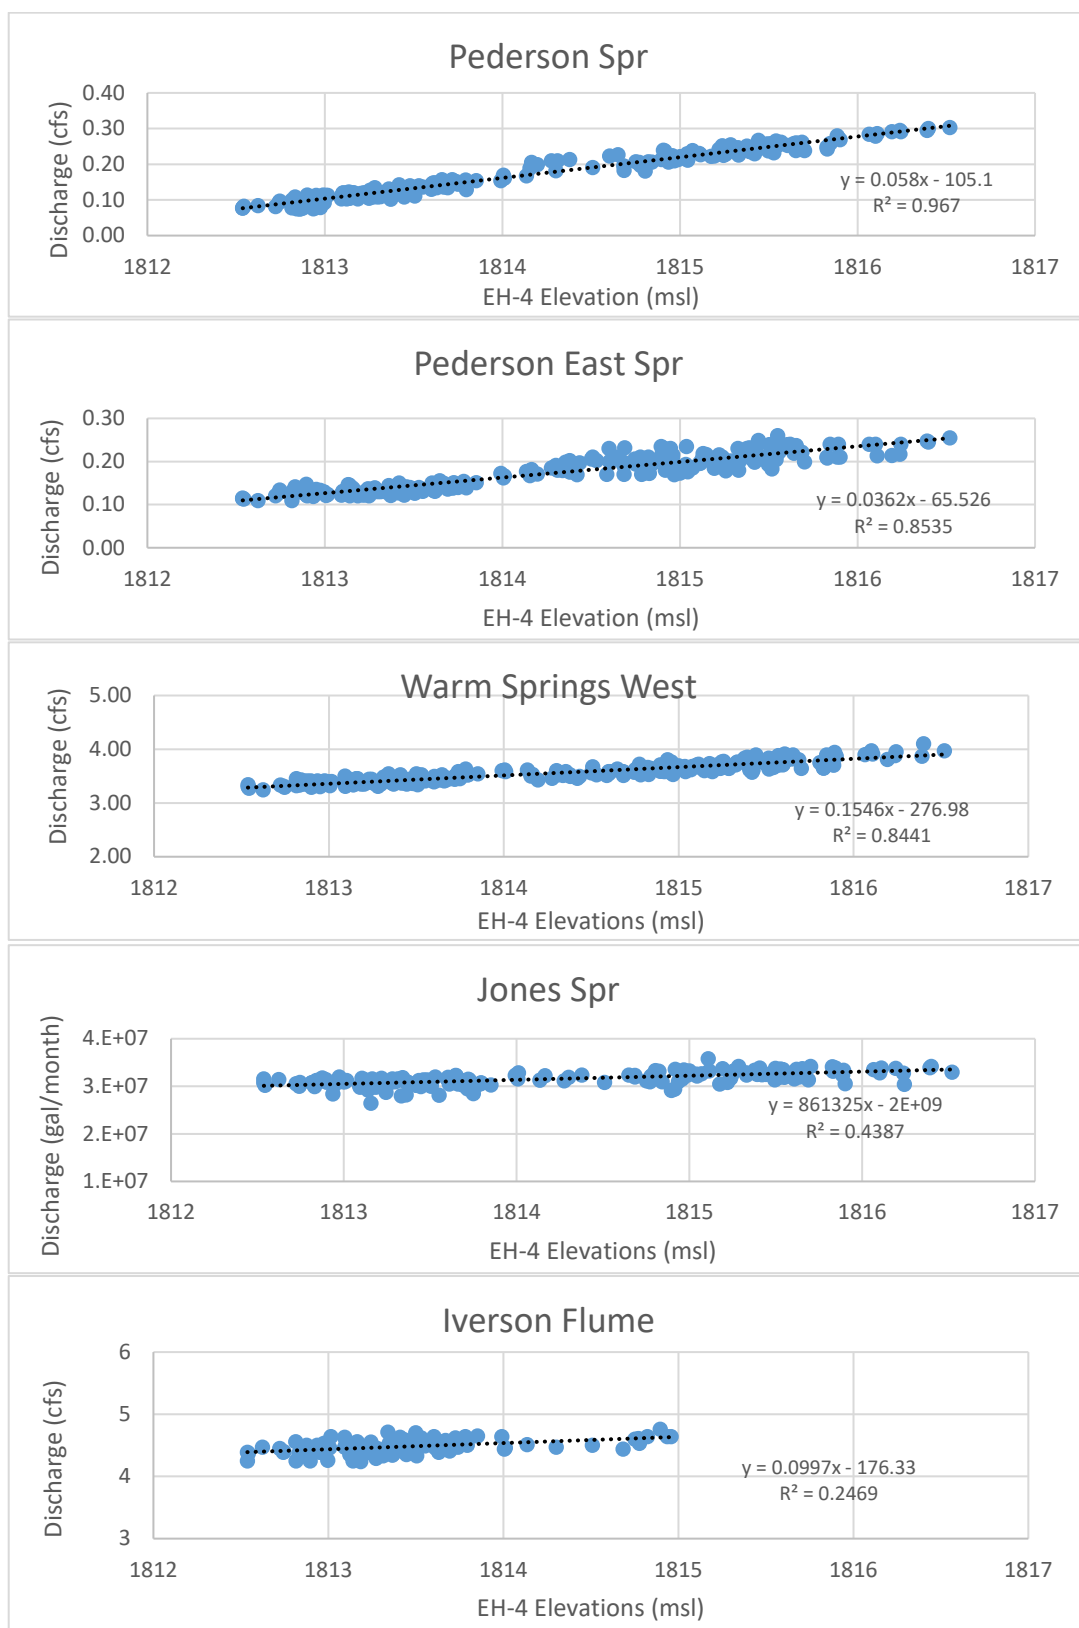 Pederson Spr
0.40
0.30
0.20
0.10
0.00
Discharge (cfs)
y = 0.058x - 105.1
R² = 0.967
1812 1813 1814 1815 1816 1817
EH-4 Elevation (msl)
Pederson East Spr
0.30
0.20
0.10
0.00
Discharge (cfs)
y = 0.0362x - 65.526
R² = 0.8535
1812 1813 1814 1815 1816 1817
EH-4 Elevation (msl)
Warm Springs West
5.00
4.00
3.00
2.00
Discharge (cfs)
y = 0.1546x - 276.98
R² = 0.8441
1812 1813 1814 1815 1816 1817
EH-4 Elevations (msl)
Jones Spr
4.E+07
3.E+07
2.E+07
1.E+07
Discharge (gal/month)
y = 861325x - 2E+09
R² = 0.4387
1812 1813 1814 1815 1816 1817
EH-4 Elevations (msl)
Iverson Flume
6
5
4
3
Discharge (cfs)
y = 0.0997x - 176.33
R² = 0.2469
1812 1813 1814 1815 1816 1817
EH-4 Elevations (msl)